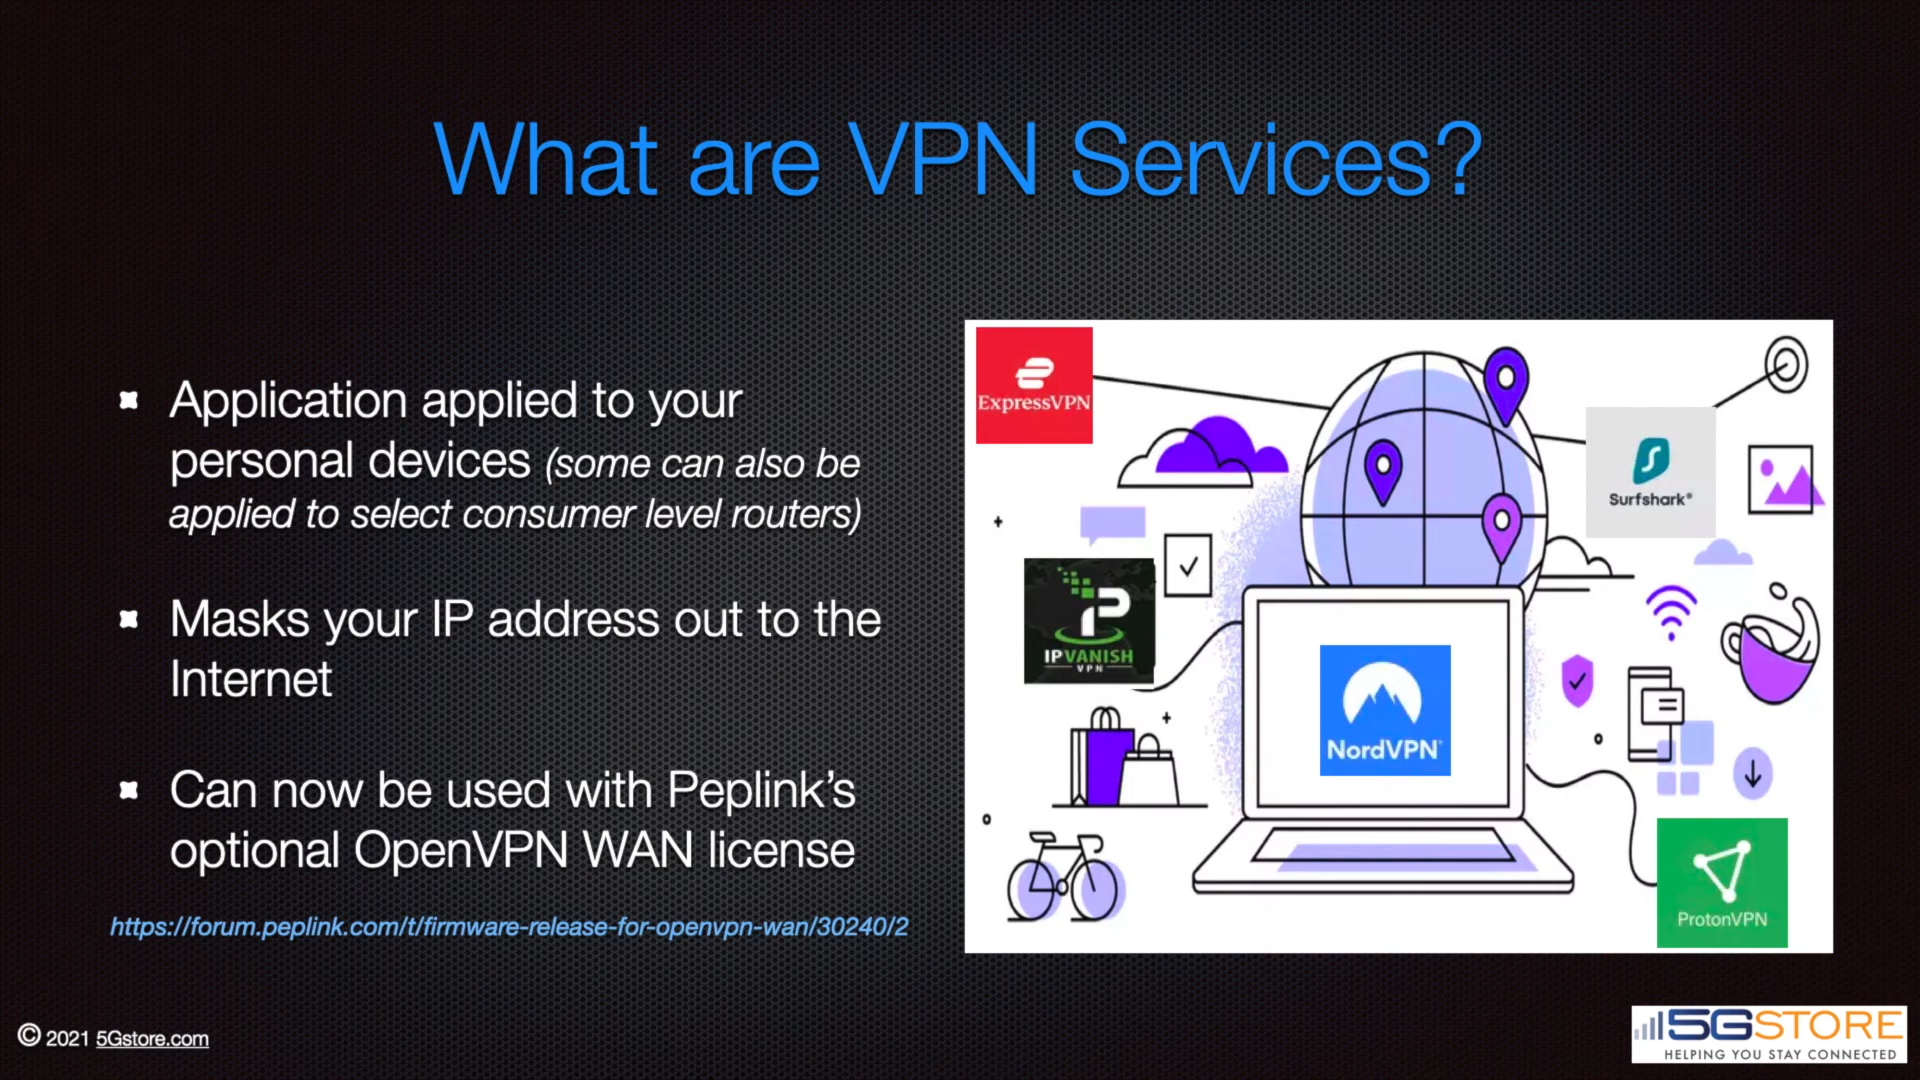 What are VPN Services?
Application applied to your
personal devices (some can also be
applied to select consumer level routers)
Masks your IP address out to the
Internet
Can now be used with Peplink's
optional OpenVPN WAN license
https://forum.peplink.com/t/firmware-release-for-openvpn-wan/30240/2
ExpressVPN
Surfshark®
IPVANISH
VPN
NordVPN®
ProtonVPN
© 2021 5Gstore.com
5GSTORE
HELPING YOU STAY CONNECTED